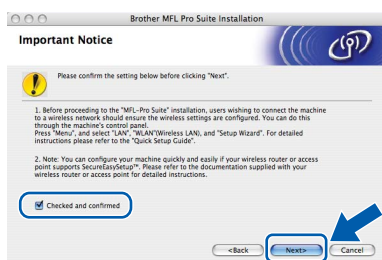 Brother MFL Pro Suite Installation
Important Notice
Please confirm the setting below before clicking "Next".
1. Before proceeding to the "MFL-Pro Suite" installation, users wishing to connect the machine
to a wireless network should ensure the wireless settings are configured. You can do this
through the machine's control panel.
Press "Menu", and select "LAN", "WLAN"(Wireless LAN), and "Setup Wizard". For detailed
instructions please refer to the "Quick Setup Guide".
2. Note: You can configure your machine quickly and easily if your wireless router or access
point supports SecureEasySetup™. Please refer to the documentation supplied with your
wireless router or access point for detailed instructions.
Checked and confirmed
<Back Next> Cancel